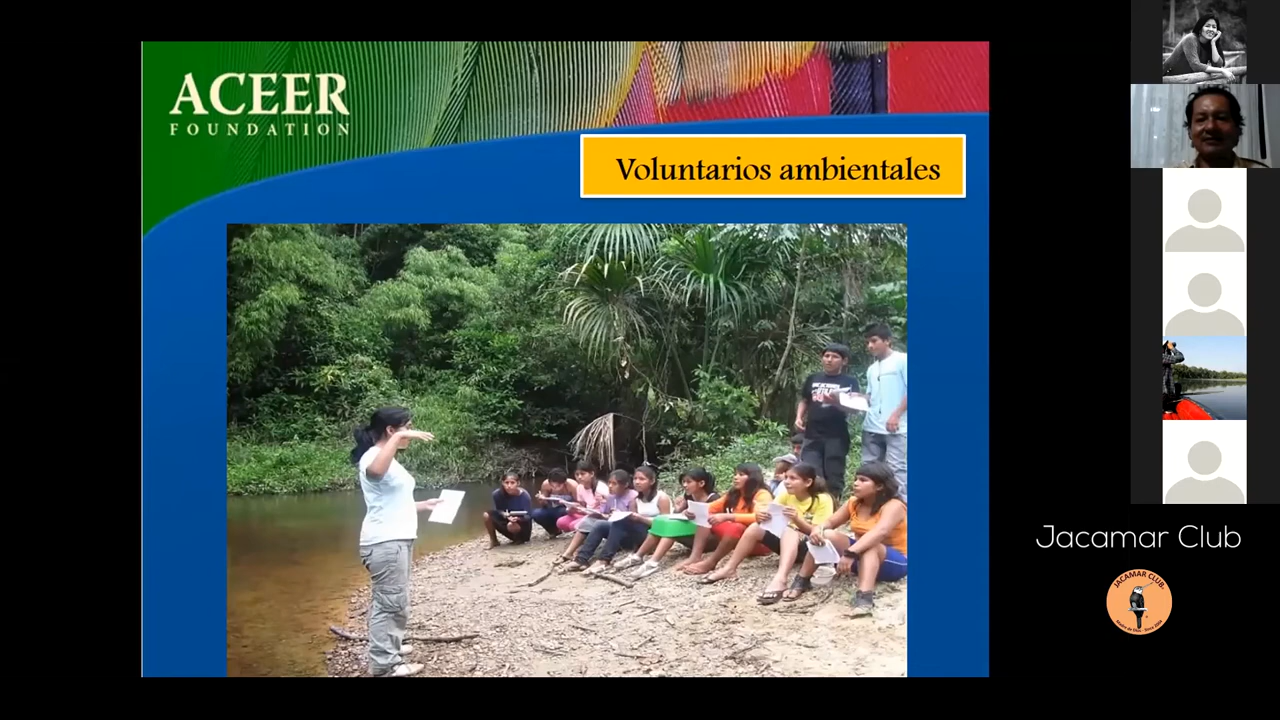 ACEER
FOUNDATION
Voluntarios ambientales
Jacamar Club
JACAMAR CLUB